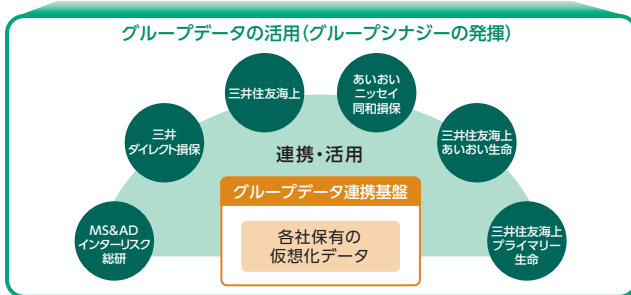 グループデータの活用(グループシナジーの発揮)
三井住友海上
あいおい
ニッセイ
同和損保
三井
ダイレクト損保
三井住友海上
あいおい生命
連携・活用
グループデータ連携基盤
MS&AD
インターリスク
総研
各社保有の
仮想化データ
三井住友海上
プライマリー
生命